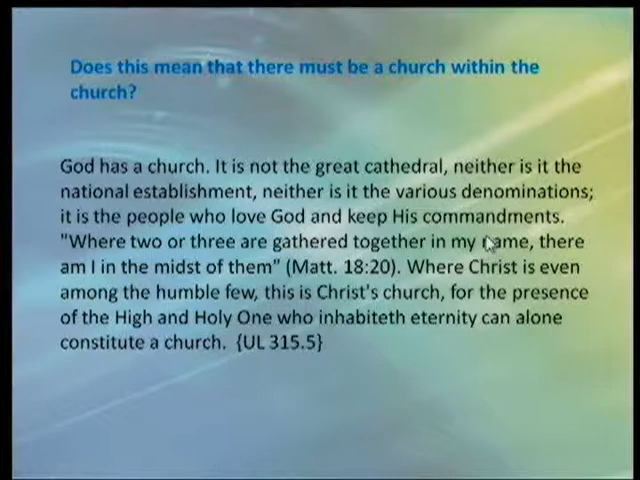 Does this mean that there must be a church within the
church?
God has a church. It is not the great cathedral, neither is it the
national establishment, neither is it the various denominations;
it is the people who love God and keep His commandments.
"Where two or three are gathered together in my name, there
am I in the midst of them" (Matt. 18:20). Where Christ is even
among the humble few, this is Christ's church, for the presence
of the High and Holy One who inhabiteth eternity can alone
constitute a church. {UL 315.5}